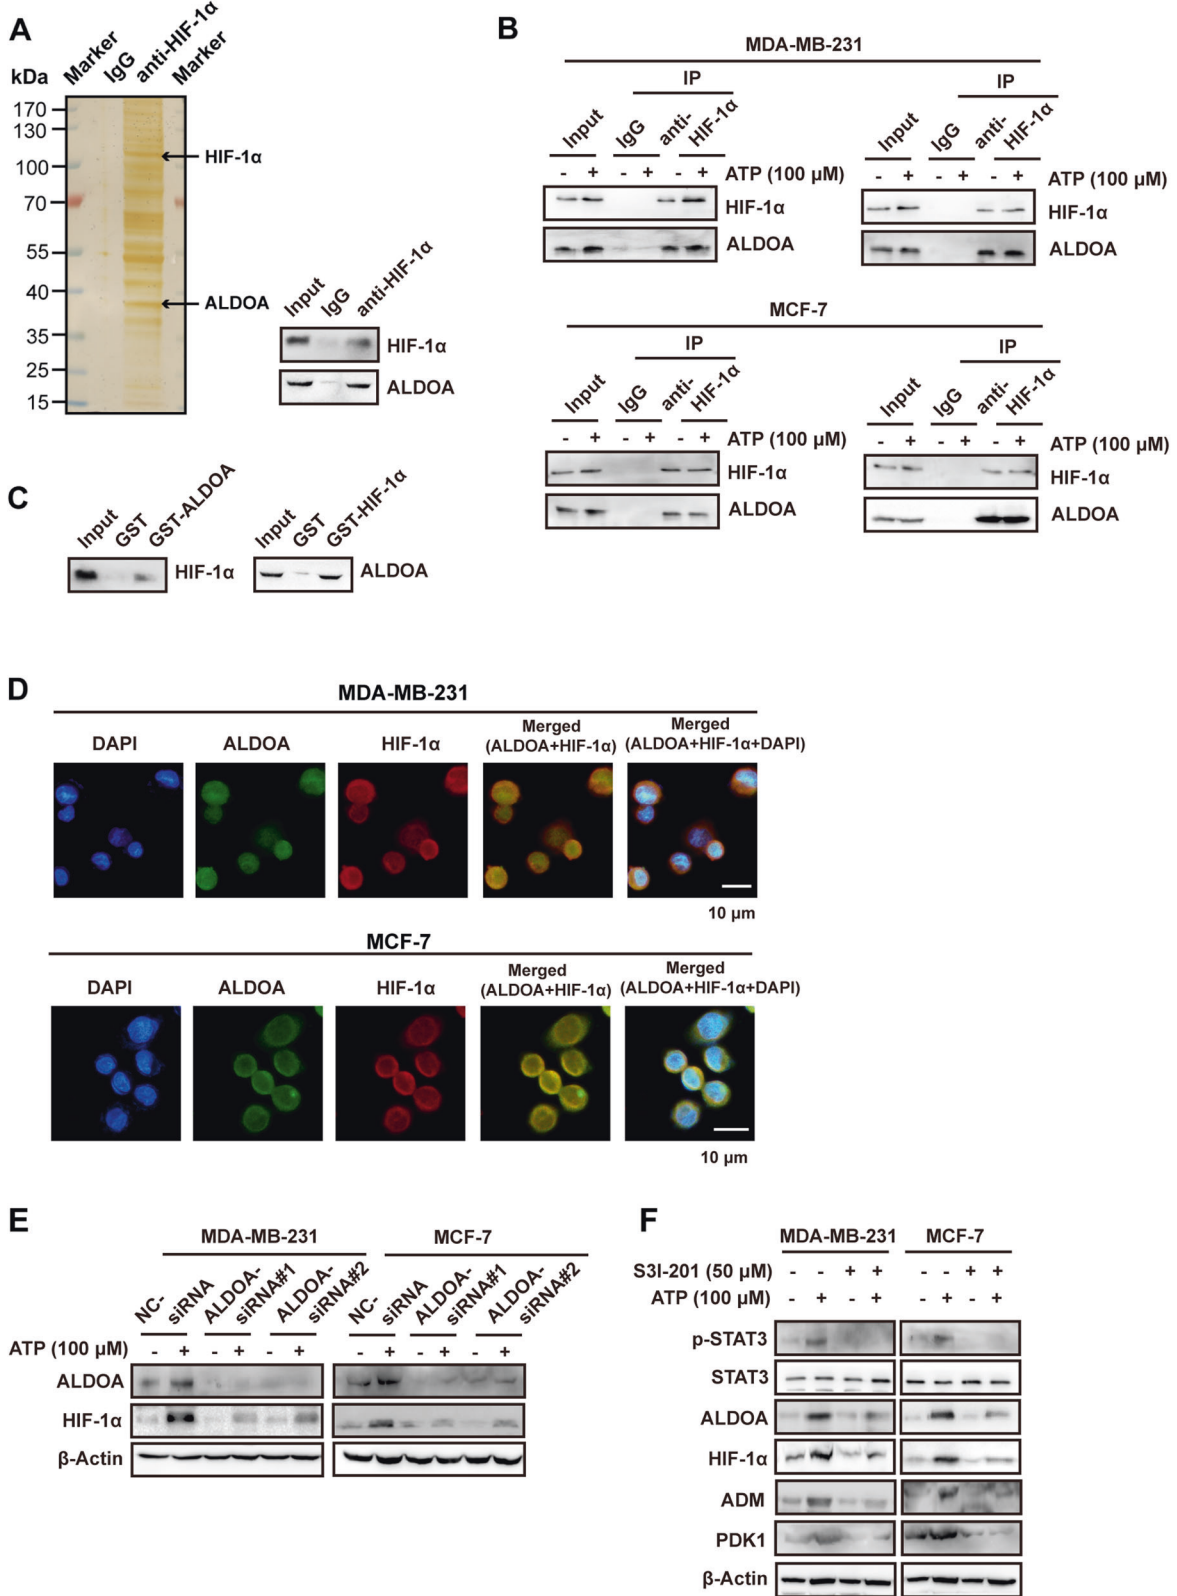 A
Marker IgG anti-HIF-1α Marker
kDa
170
130
100
70
55
40
35
25
15
HIF-1α
ALDOA
Input IgG anti-HIF-1α
HIF-1α
ALDOA
B
MDA-MB-231
IP IP
Input IgG anti- HIF-1α Input IgG anti- HIF-1α
- + - + - + ATP (100 μM) - + - + - + ATP (100 μM)
HIF-1α HIF-1α
ALDOA ALDOA
MCF-7
IP IP
Input IgG anti- HIF-1α Input IgG anti- HIF-1α
- + - + - + ATP (100 μM) - + - + - + ATP (100 μM)
HIF-1α HIF-1α
ALDOA ALDOA
C
Input GST GST-ALDOA Input GST GST-HIF-1α
HIF-1α ALDOA
D
MDA-MB-231
DAPI ALDOA HIF-1α Merged (ALDOA+HIF-1α) Merged (ALDOA+HIF-1α+DAPI)
10 μm
MCF-7
DAPI ALDOA HIF-1α Merged (ALDOA+HIF-1α) Merged (ALDOA+HIF-1α+DAPI)
10 μm
E
MDA-MB-231 MCF-7
NC- siRNA ALDOA- siRNA#1 ALDOA- siRNA#2 NC- siRNA ALDOA- siRNA#1 ALDOA- siRNA#2
ATP (100 μM) - + - + - + - + - + - +
ALDOA
HIF-1α
β-Actin
F
MDA-MB-231 MCF-7
S3I-201 (50 μM) - - + + - - + +
ATP (100 μM) - + - + - + - +
p-STAT3
STAT3
ALDOA
HIF-1α
ADM
PDK1
β-Actin